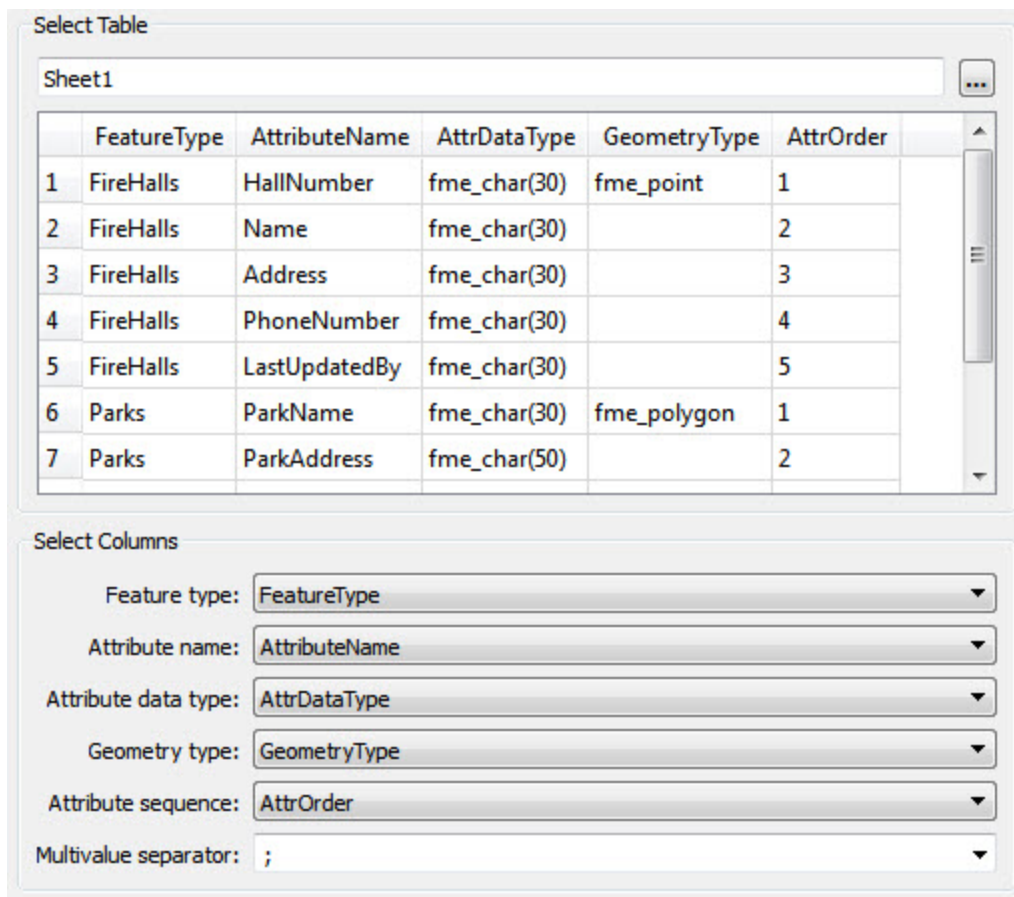 Select Table
Sheet1 ...
FeatureType AttributeName AttrDataType GeometryType AttrOrder
1 FireHalls HallNumber fme_char(30) fme_point 1
2 FireHalls Name fme_char(30) 2
3 FireHalls Address fme_char(30) 3
4 FireHalls PhoneNumber fme_char(30) 4
5 FireHalls LastUpdatedBy fme_char(30) 5
6 Parks ParkName fme_char(30) fme_polygon 1
7 Parks ParkAddress fme_char(50) 2
Select Columns
Feature type: FeatureType
Attribute name: AttributeName
Attribute data type: AttrDataType
Geometry type: GeometryType
Attribute sequence: AttrOrder
Multivalue separator: ;